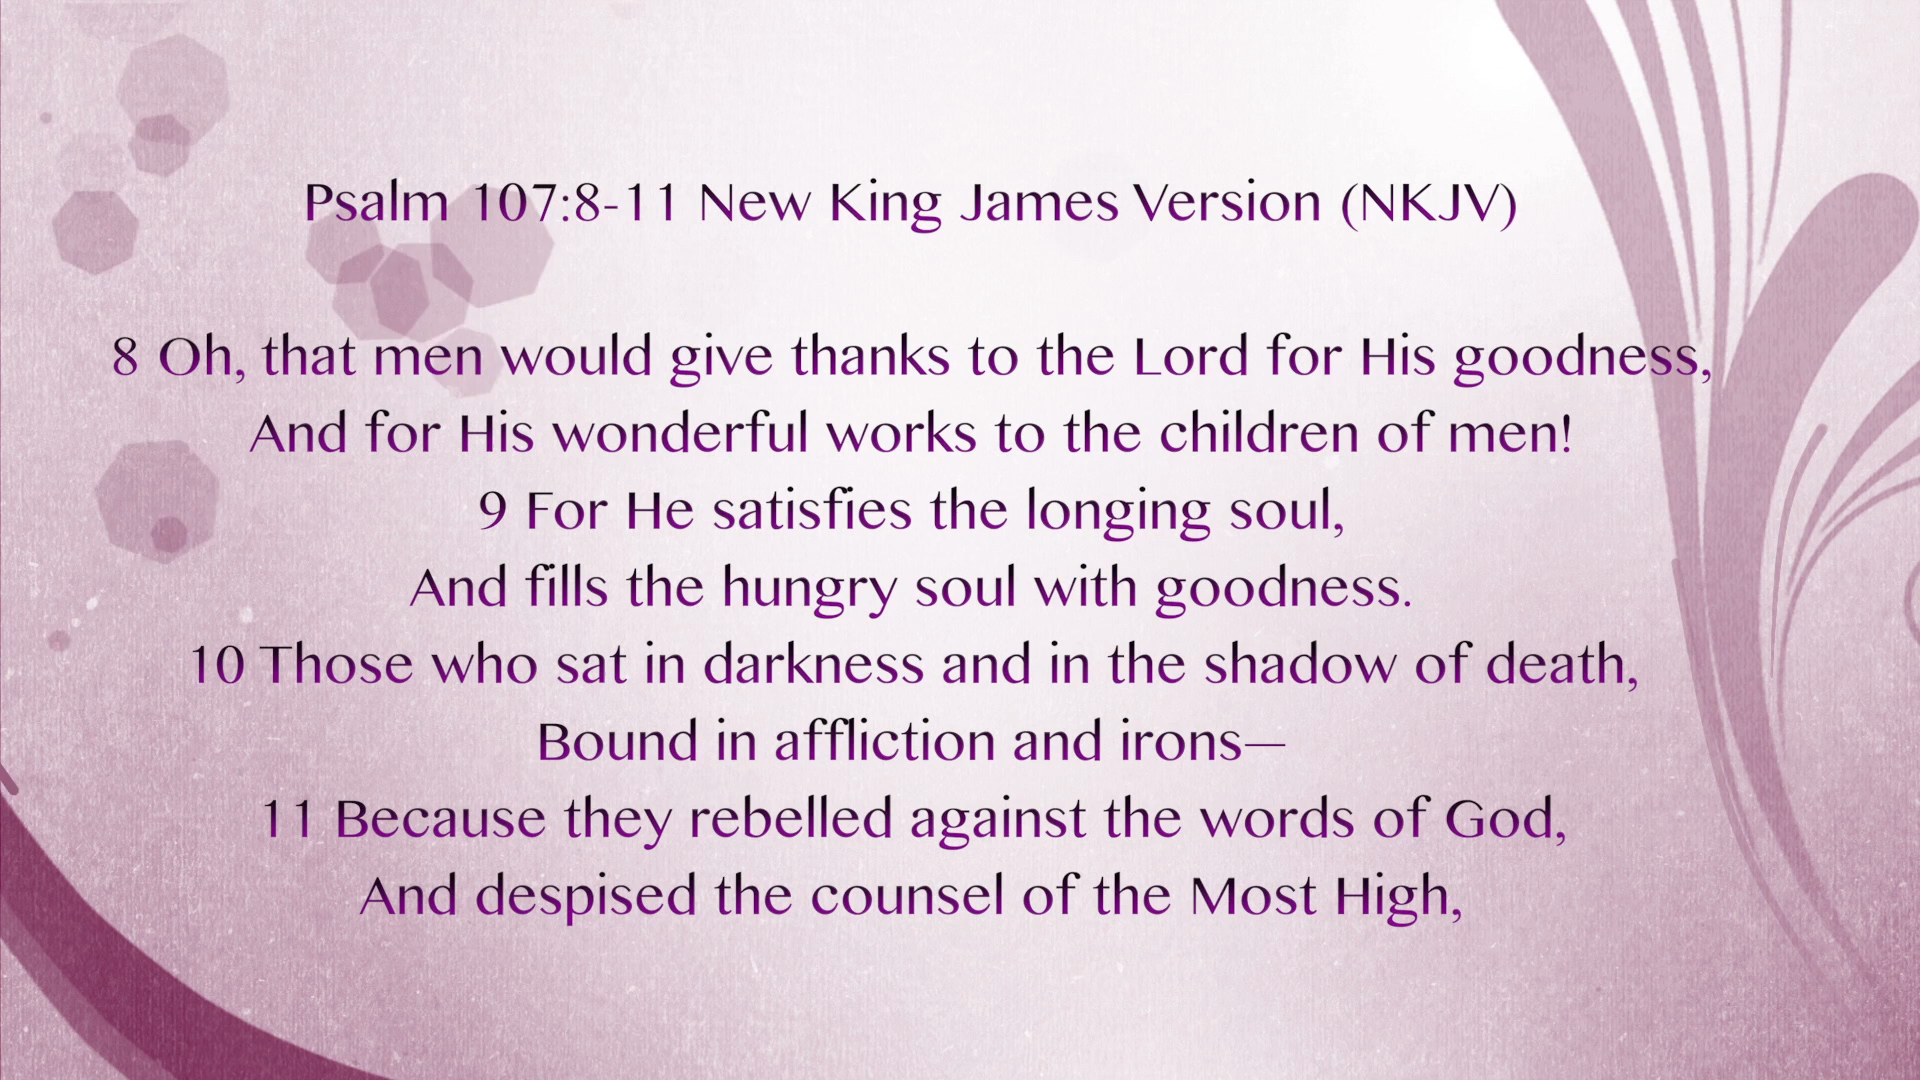 Psalm 107:8-11 New King James Version (NKJV)
8 Oh, that men would give thanks to the Lord for His goodness,
And for His wonderful works to the children of men!
9 For He satisfies the longing soul,
And fills the hungry soul with goodness.
10 Those who sat in darkness and in the shadow of death,
Bound in affliction and irons—
11 Because they rebelled against the words of God,
And despised the counsel of the Most High,